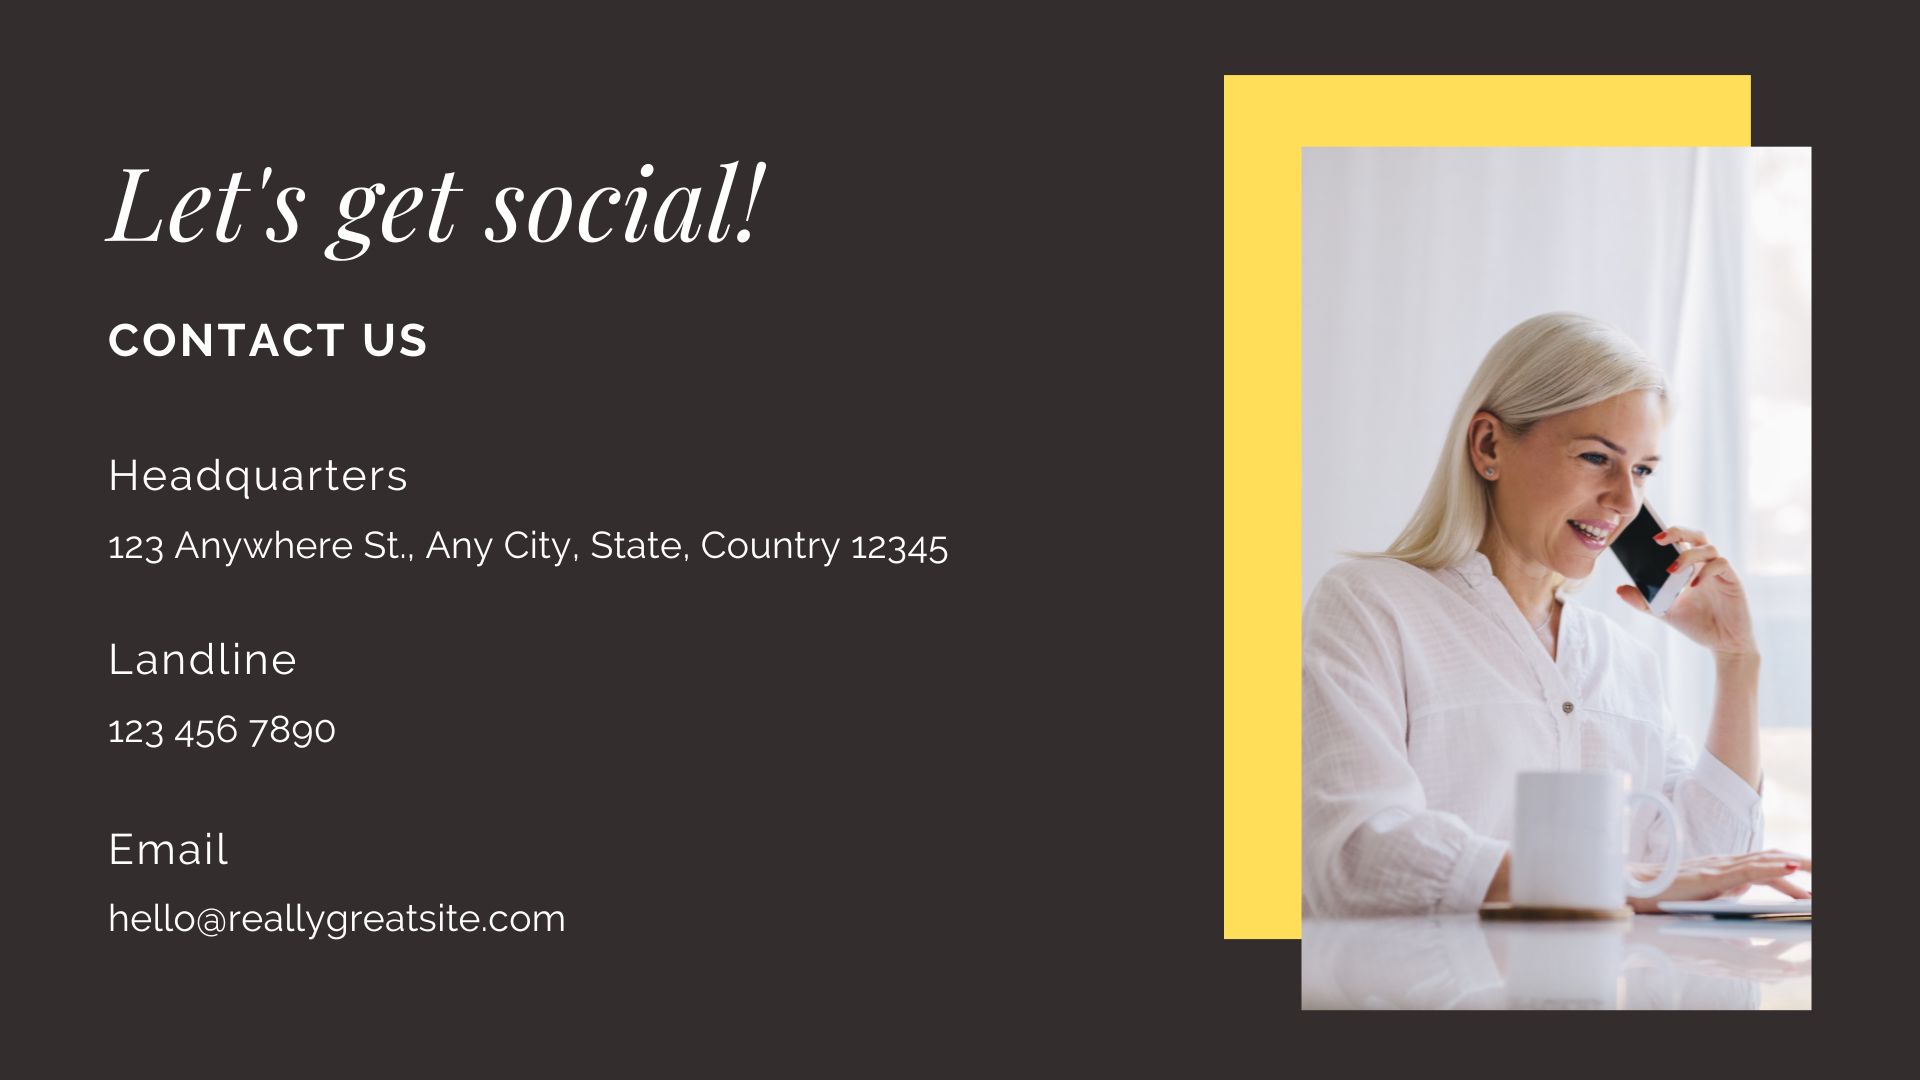 Let's get social!
CONTACT US
Headquarters
123 Anywhere St., Any City, State, Country 12345
Landline
123 456 7890
Email
hello@reallygreatsite.com